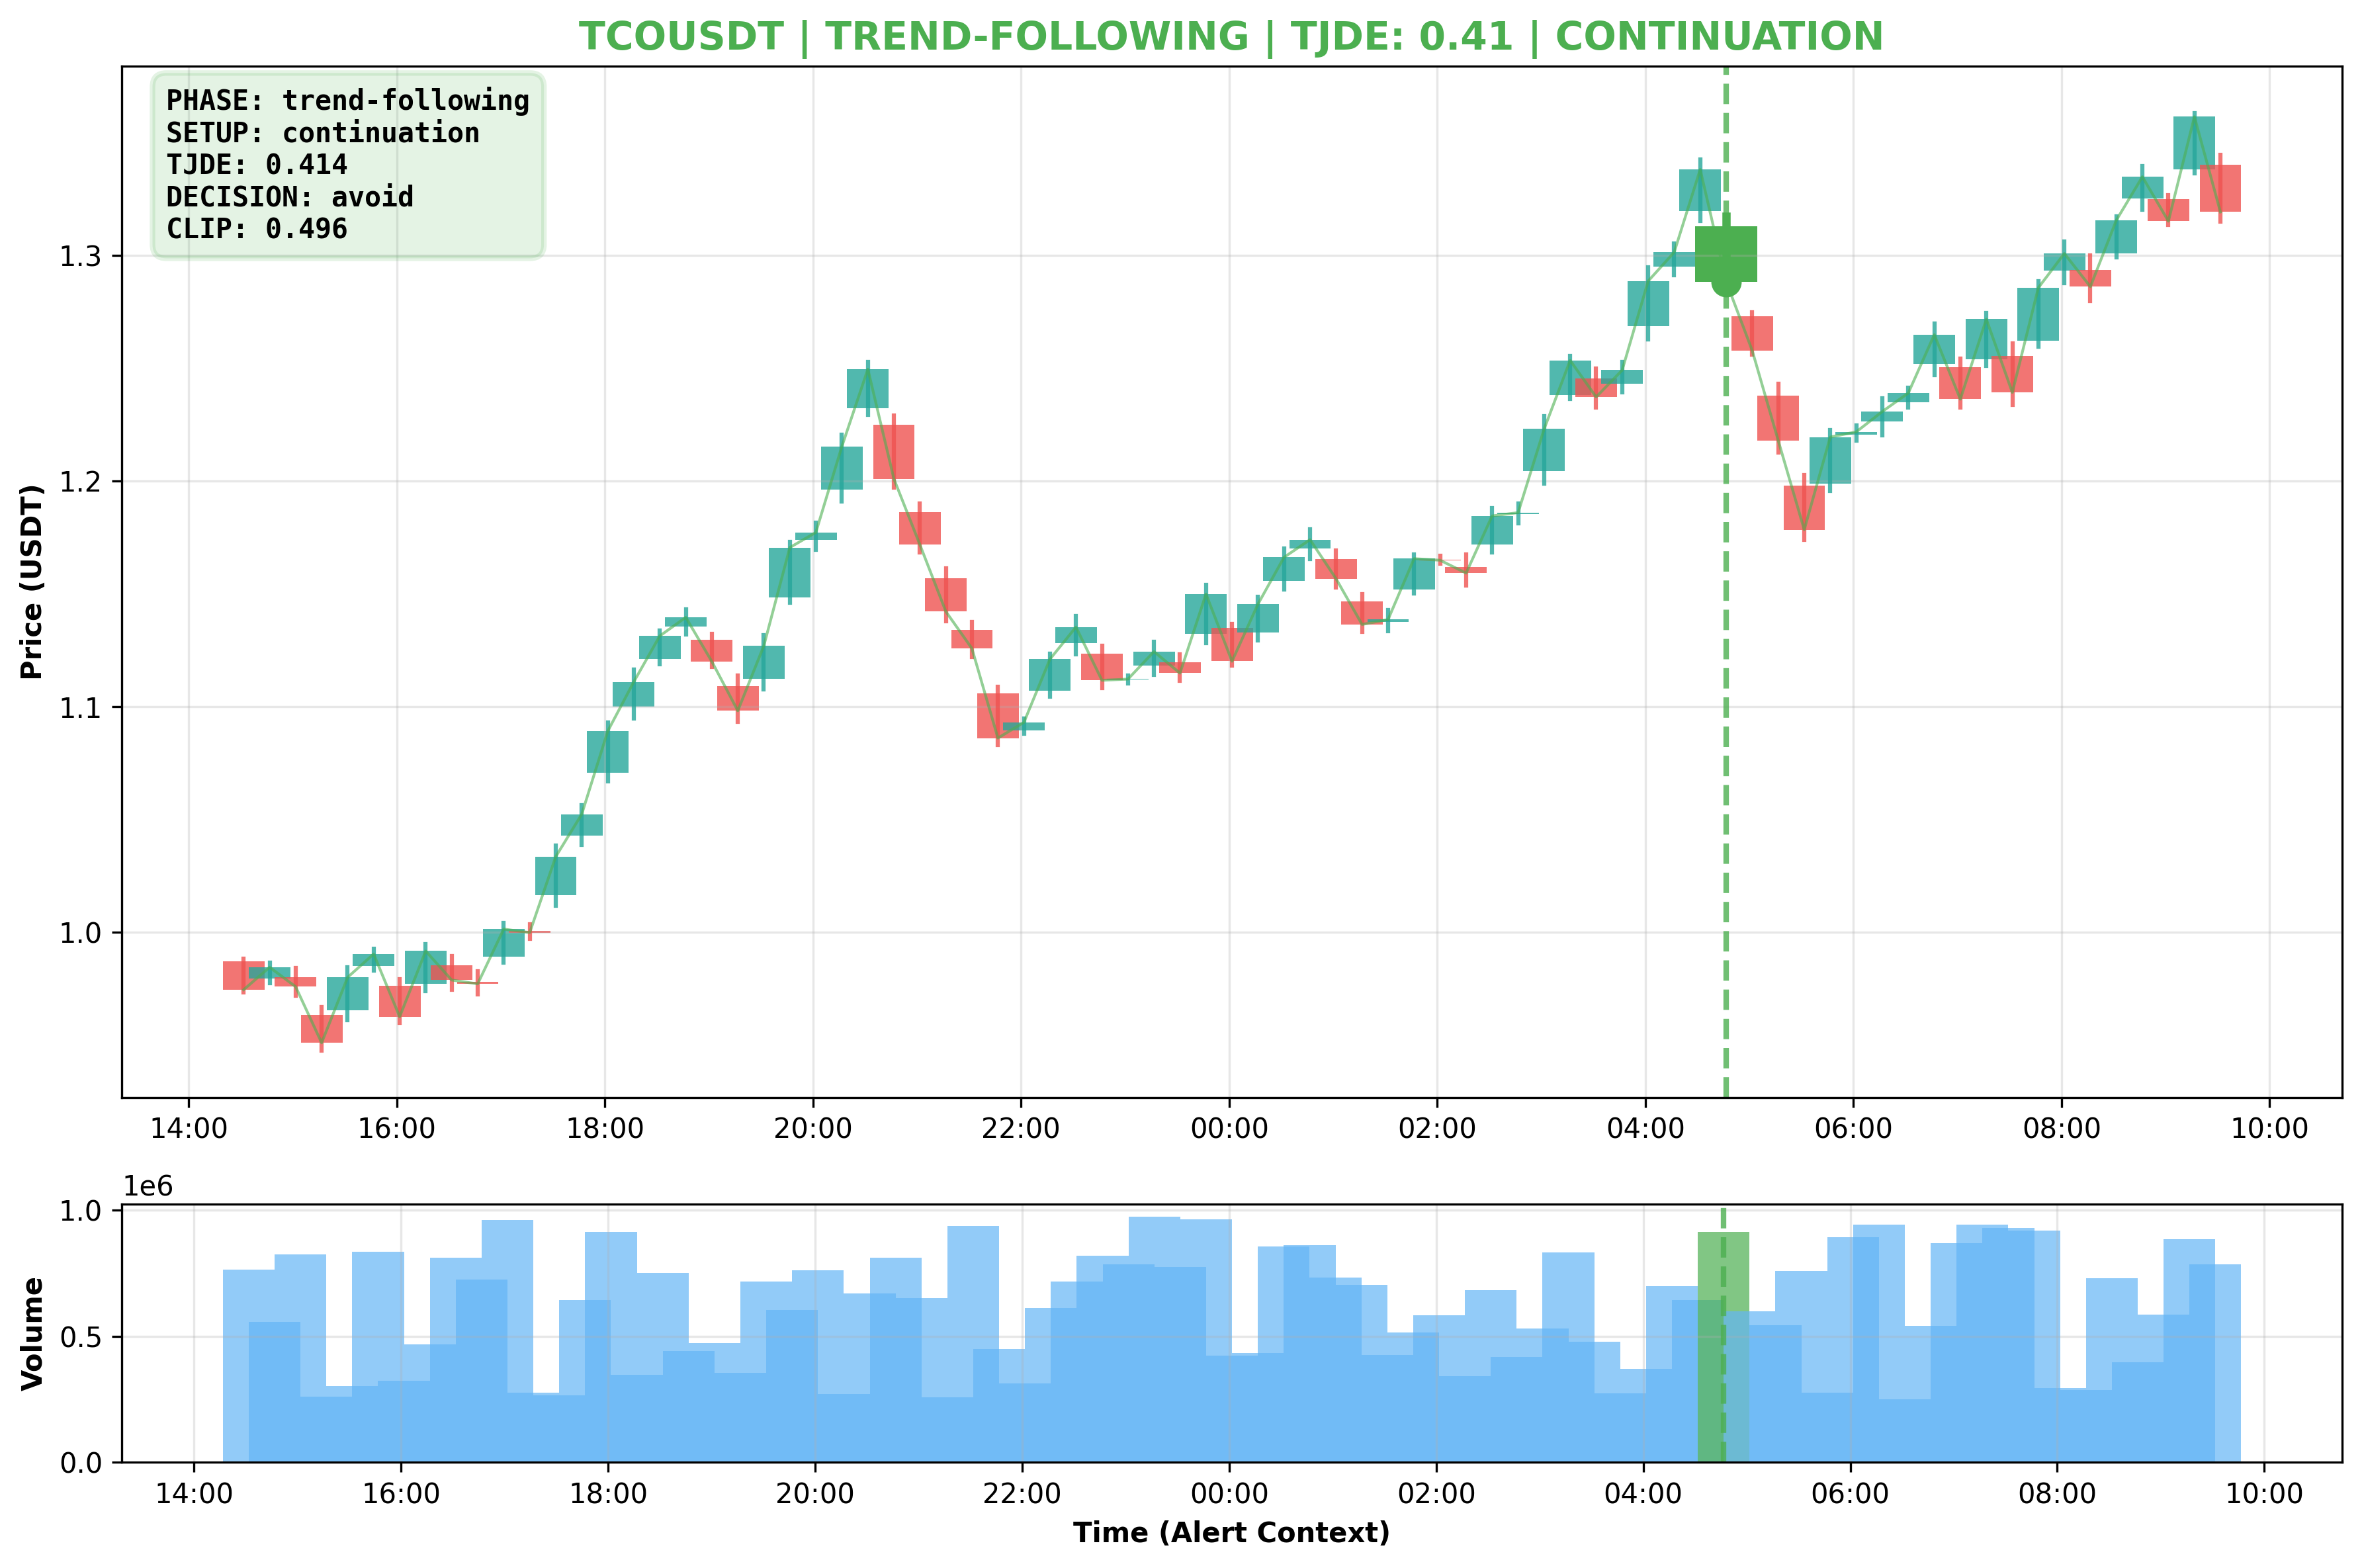 TCOUSDT | TREND-FOLLOWING | TJDE: 0.41 | CONTINUATION
PHASE: trend-following
SETUP: continuation
TJDE: 0.414
DECISION: avoid
CLIP: 0.496
Price (USDT)
1.3
1.2
1.1
1.0
14:00 16:00 18:00 20:00 22:00 00:00 02:00 04:00 06:00 08:00 10:00
1e6
Volume
1.0
0.5
0.0
14:00 16:00 18:00 20:00 22:00 00:00 02:00 04:00 06:00 08:00 10:00
Time (Alert Context)